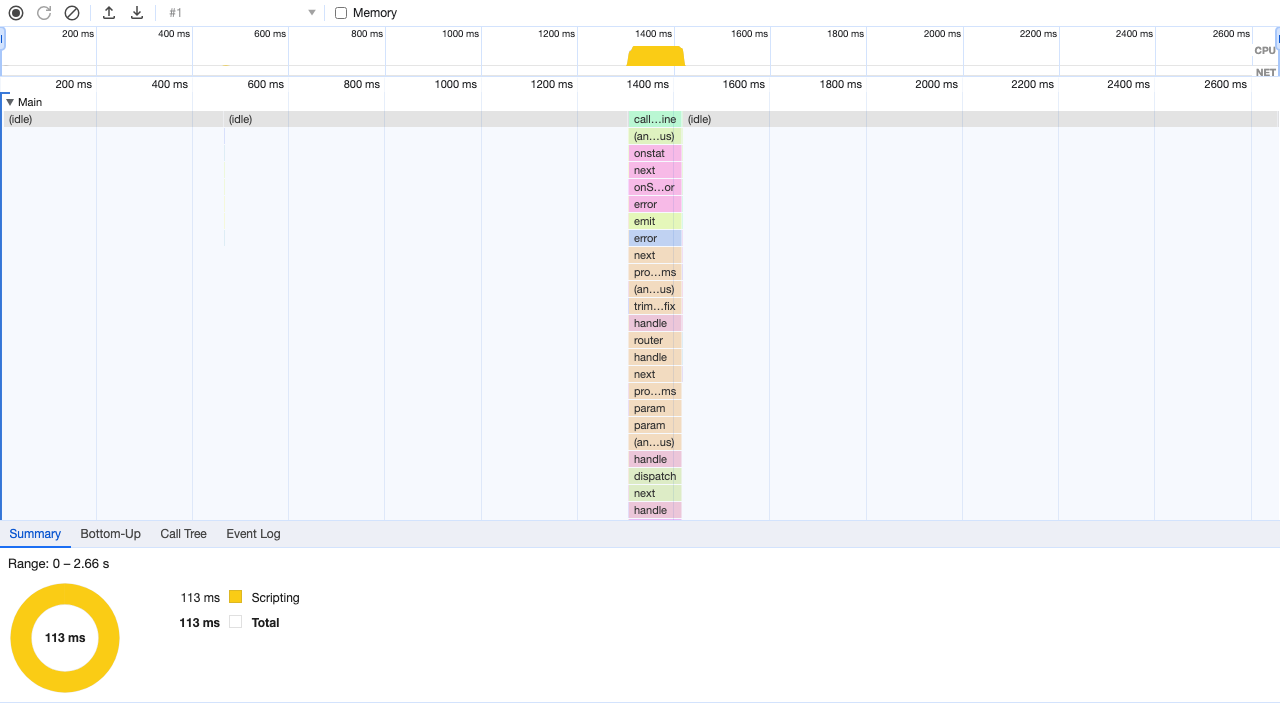 #1 Memory
200 ms 400 ms 600 ms 800 ms 1000 ms 1200 ms 1400 ms 1600 ms 1800 ms 2000 ms 2200 ms 2400 ms 2600 ms
CPU
NET
200 ms 400 ms 600 ms 800 ms 1000 ms 1200 ms 1400 ms 1600 ms 1800 ms 2000 ms 2200 ms 2400 ms 2600 ms
Main
(idle) (idle) call…ine (idle)
(an…us)
onstat
next
onS…or
error
emit
error
next
pro…ms
(an…us)
trim…fix
handle
router
handle
next
pro…ms
param
param
(an…us)
handle
dispatch
next
handle
Summary Bottom-Up Call Tree Event Log
Range: 0 – 2.66 s
113 ms Scripting
113 ms Total
113 ms